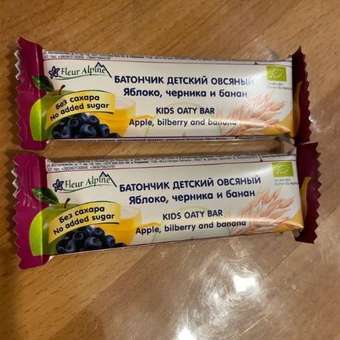 Fleur Alpine
БАТОНЧИК ДЕТСКИЙ ОВСЯНЫЙ
Яблоко, черника и банан
KIDS OATY BAR
Apple, bilberry and banana
Без сахара
No added sugar
Fleur Alpine
БАТОНЧИК ДЕТСКИЙ ОВСЯНЫЙ
Яблоко, черника и банан
KIDS OATY BAR
Apple, bilberry and banana
Без сахара
No added sugar